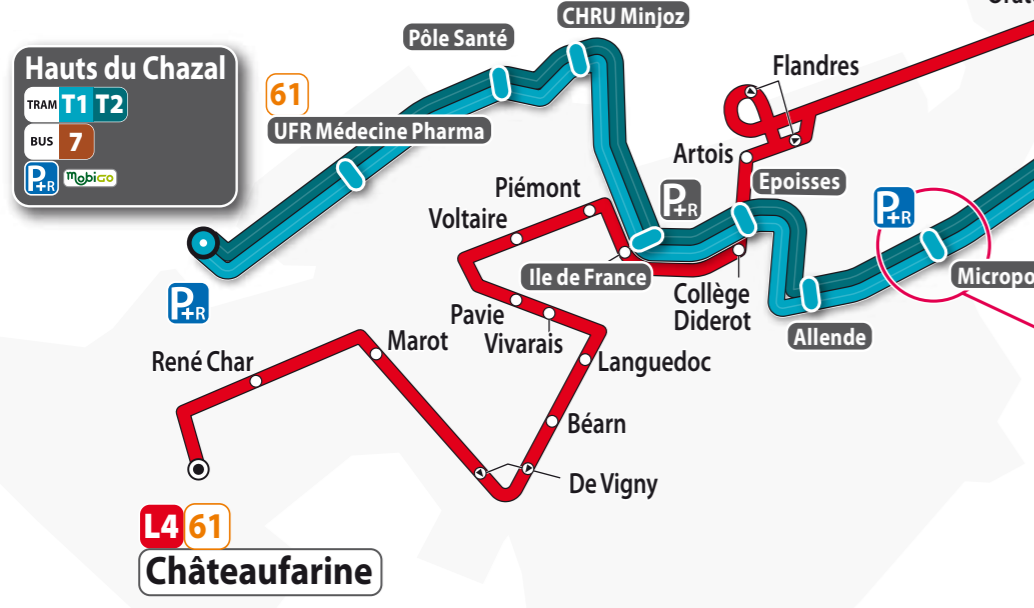 CHRU Minjoz
Pôle Santé
Hauts du Chazal
TRAM T1 T2
BUS 7
P+R mobiGo
61
UFR Médecine Pharma
Flandres
Artois
Epoisses
P+R
P+R
Piémont
Voltaire
Ile de France
Micropo
P+R
Collège
Diderot
Pavie
Vivarais
Allende
Marot
René Char
Languedoc
Béarn
De Vigny
L4 61
Châteaufarine